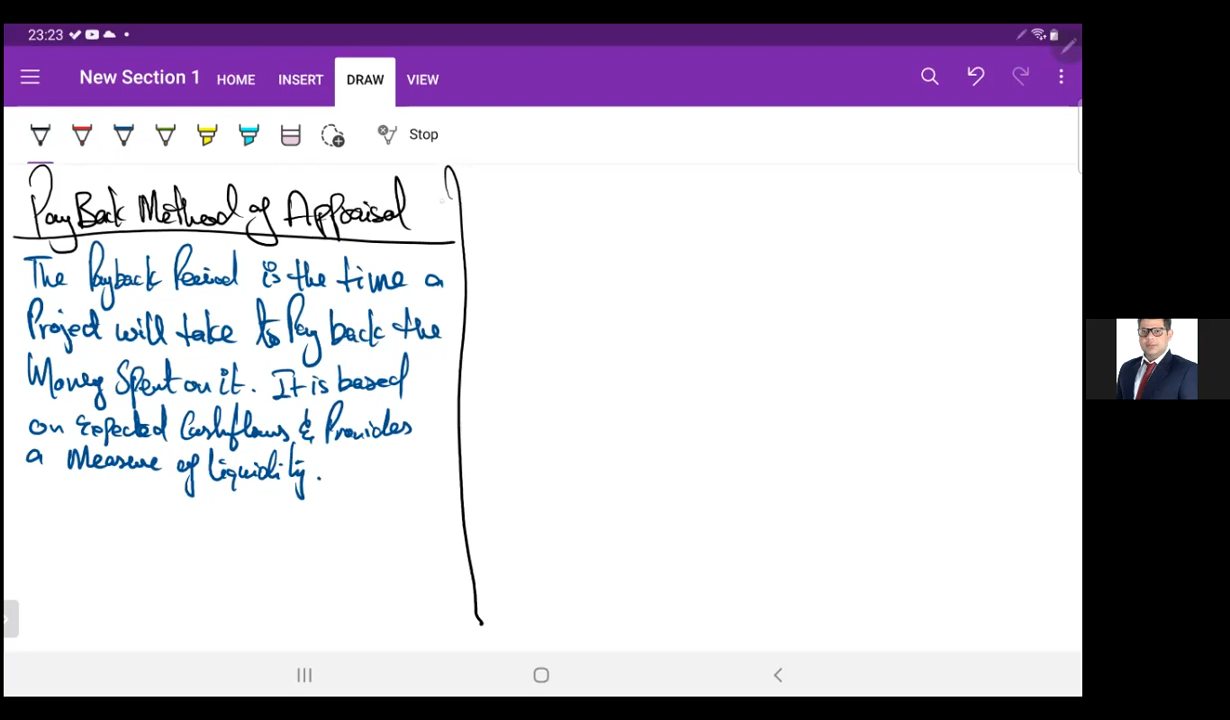 23:23
New Section 1 HOME INSERT DRAW VIEW
Stop
PayBack Method of Appraisal
The Payback Period is the time a
Project will take to Pay back the
Money Spent on it. It is based
on expected Cashflows & Provides
a Measure of liquidity.